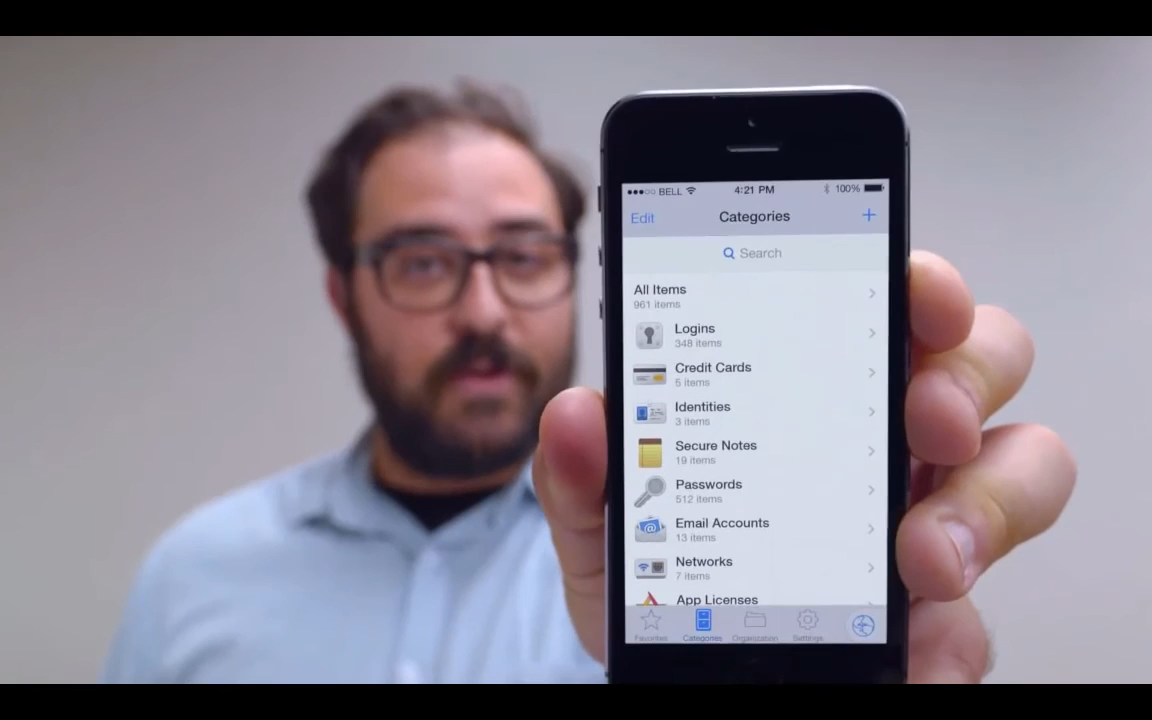 BELL 4:21 PM 100%
Edit Categories +
Search
All Items
961 items
Logins
348 items
Credit Cards
5 items
Identities
3 items
Secure Notes
19 items
Passwords
512 items
Email Accounts
13 items
Networks
7 items
App Licenses
Favorites Categories Organization Settings